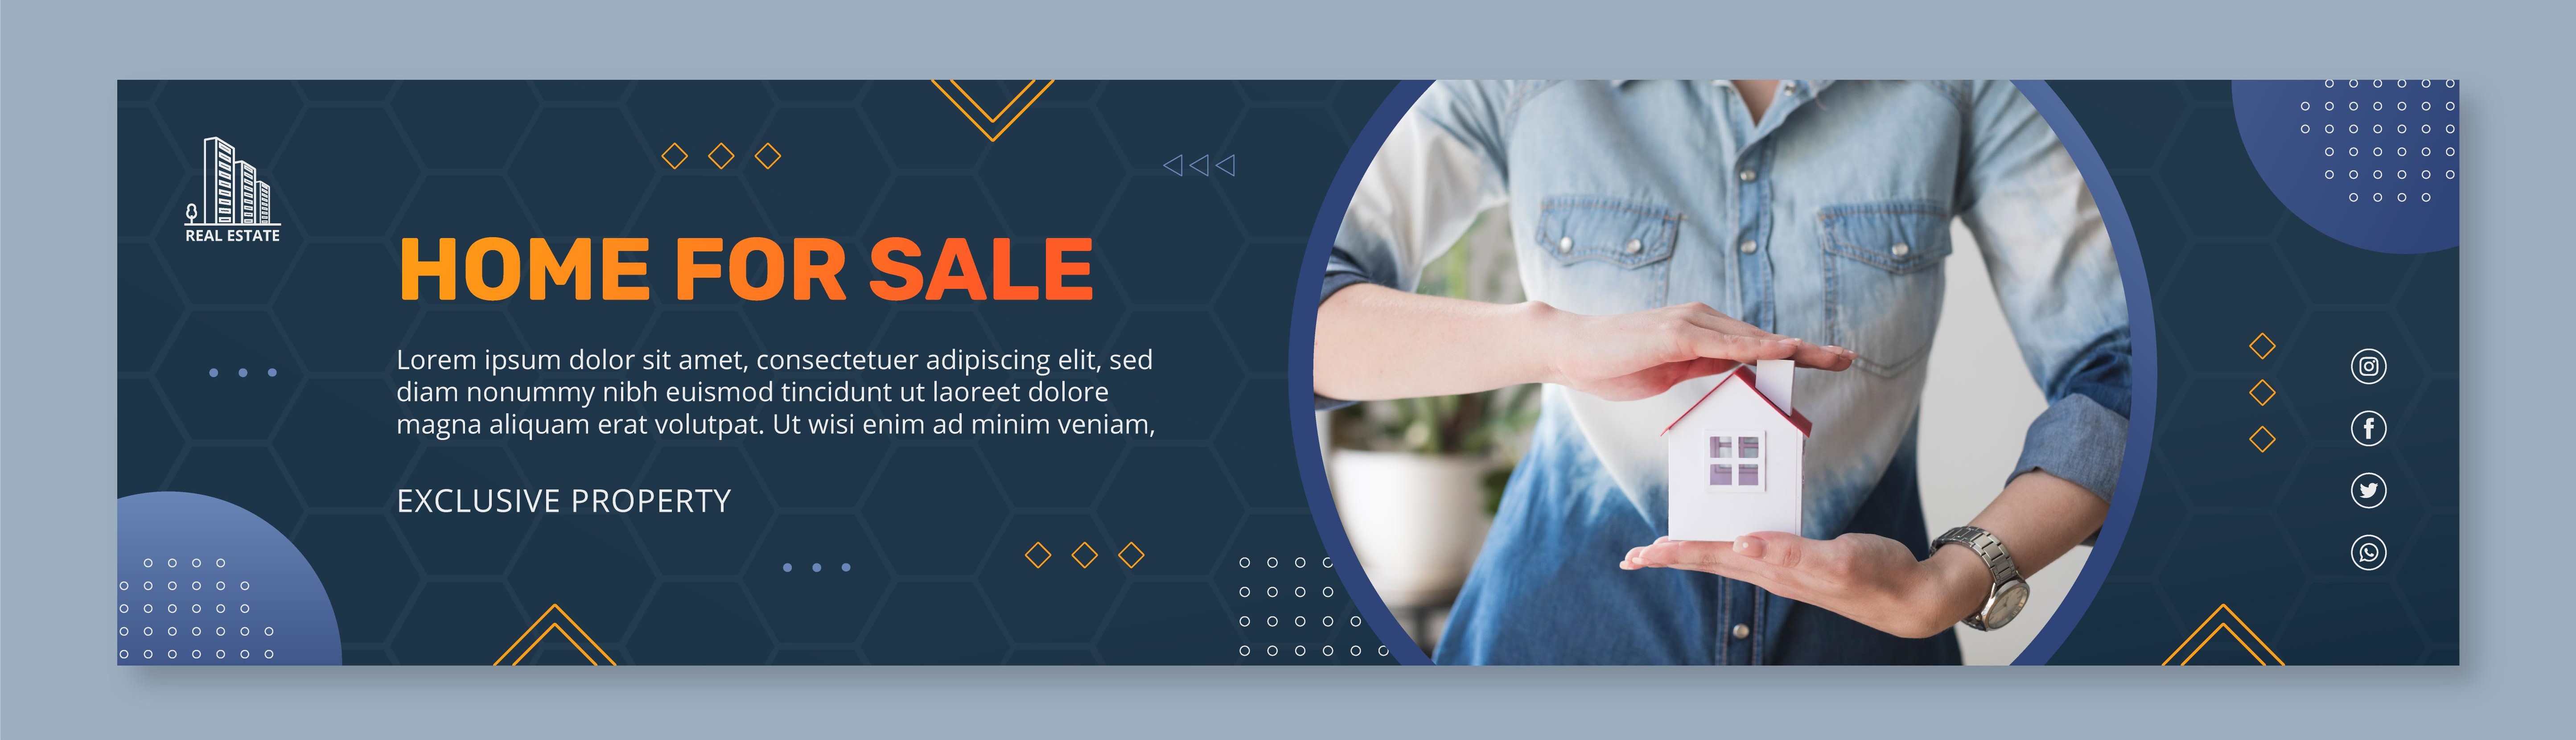 REAL ESTATE
HOME FOR SALE
Lorem ipsum dolor sit amet, consectetuer adipiscing elit, sed
diam nonummy nibh euismod tincidunt ut laoreet dolore
magna aliquam erat volutpat. Ut wisi enim ad minim veniam,
EXCLUSIVE PROPERTY